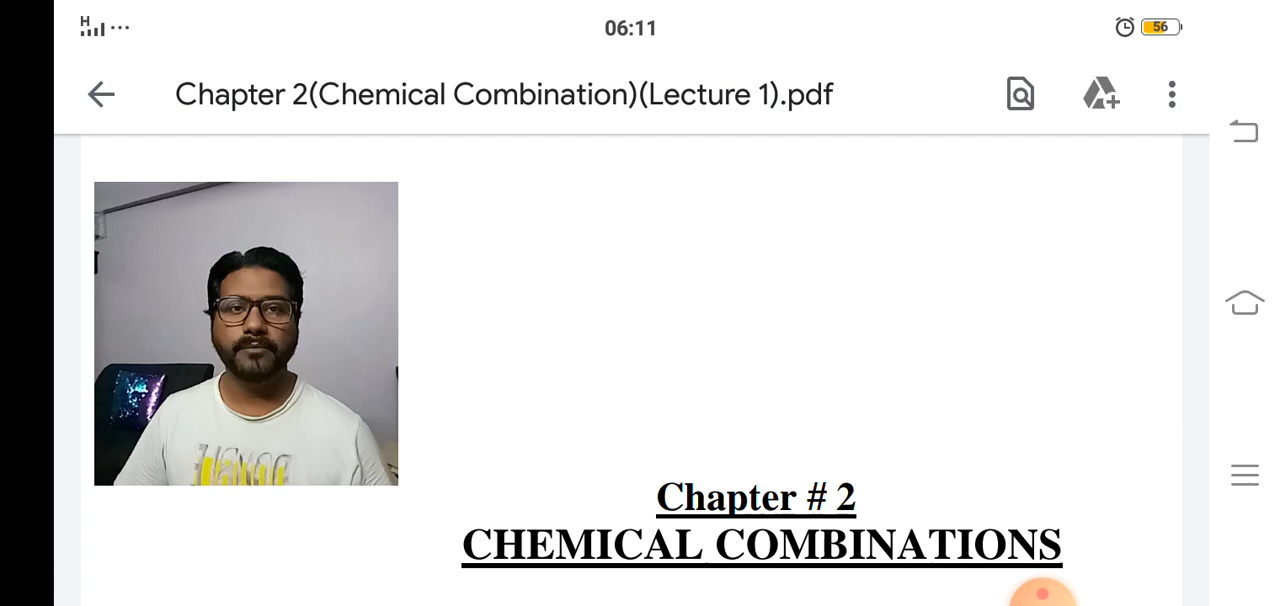 H
06:11
56
Chapter 2(Chemical Combination)(Lecture 1).pdf
Chapter # 2
CHEMICAL COMBINATIONS